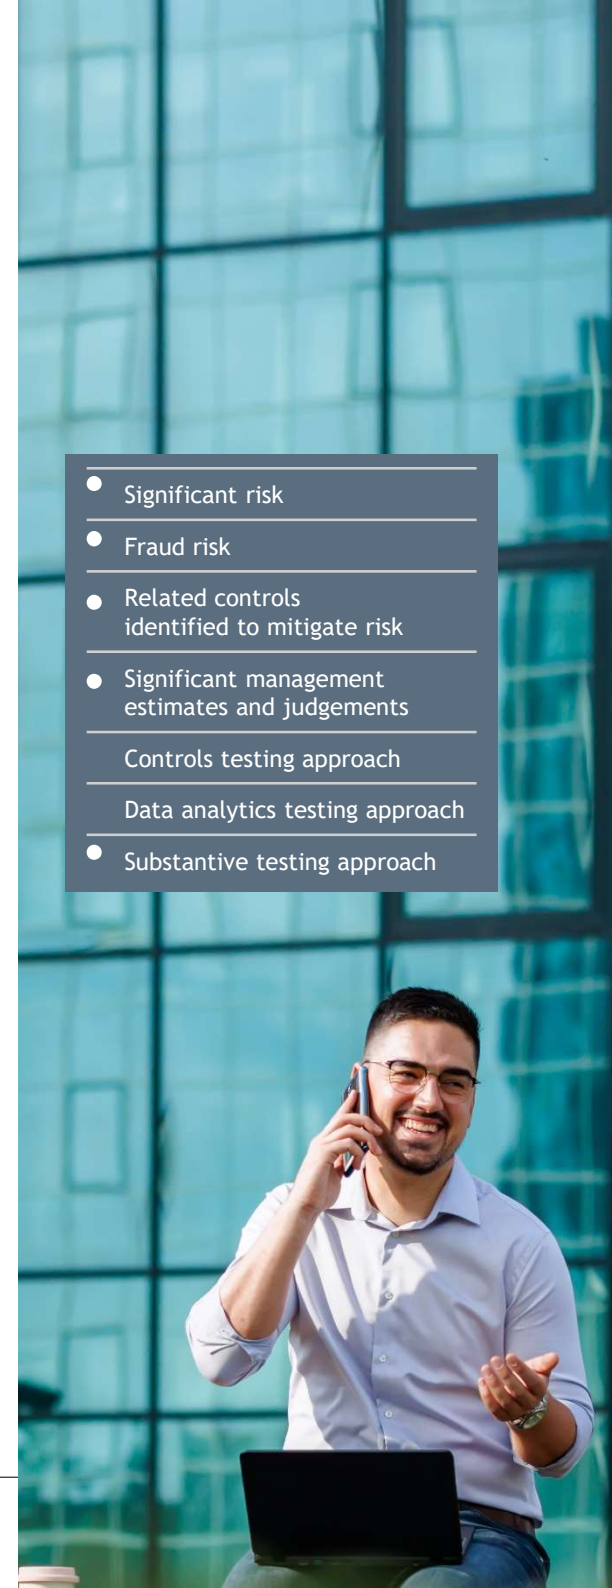 Significant risk
Fraud risk
Related controls
identified to mitigate risk
Significant management
estimates and judgements
Controls testing approach
Data analytics testing approach
Substantive testing approach